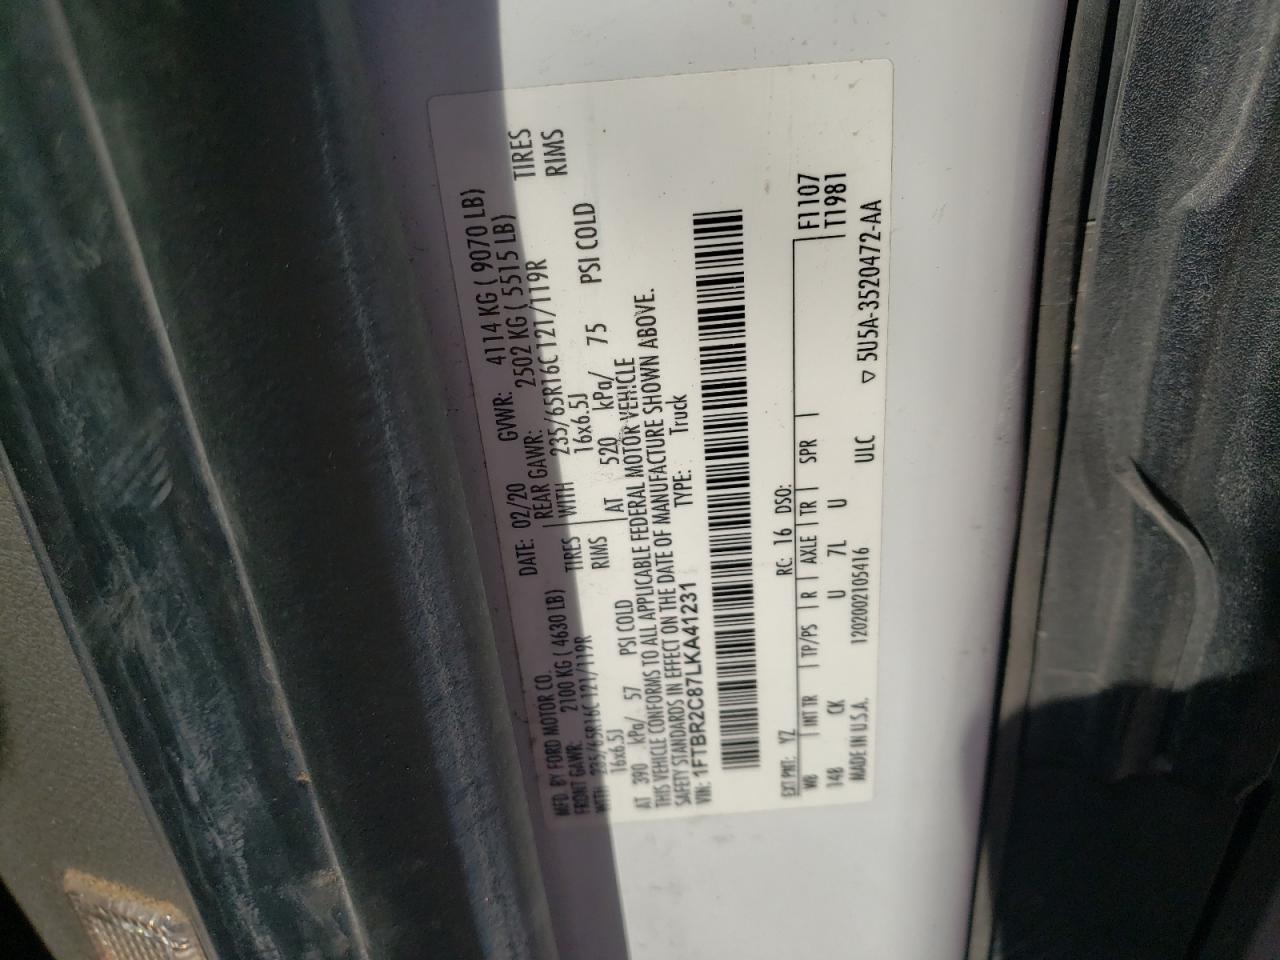 MFD. BY FORD MOTOR CO.
DATE: 02/20 GVWR: 4114 KG ( 9070 LB)
FRONT GAWR: 2100 KG ( 4630 LB) REAR GAWR: 2502 KG ( 5515 LB)
WITH 235/65R16C 121/119R TIRES WITH 235/65R16C 121/119R TIRES
16x6.5J RIMS 16x6.5J RIMS
AT 390 kPa/ 57 PSI COLD AT 520 kPa/ 75 PSI COLD
THIS VEHICLE CONFORMS TO ALL APPLICABLE FEDERAL MOTOR VEHICLE
SAFETY STANDARDS IN EFFECT ON THE DATE OF MANUFACTURE SHOWN ABOVE.
VIN: 1FTBR2C87LKA41231 TYPE: Truck
EXT PNT: YZ RC: 16 DSO: F1107
WB INT TR TP/PS R AXLE TR SPR T1981
148 CK U 7L U
MADE IN U.S.A. 1202002105416 ULC ▽ 5U5A-3520472-AA